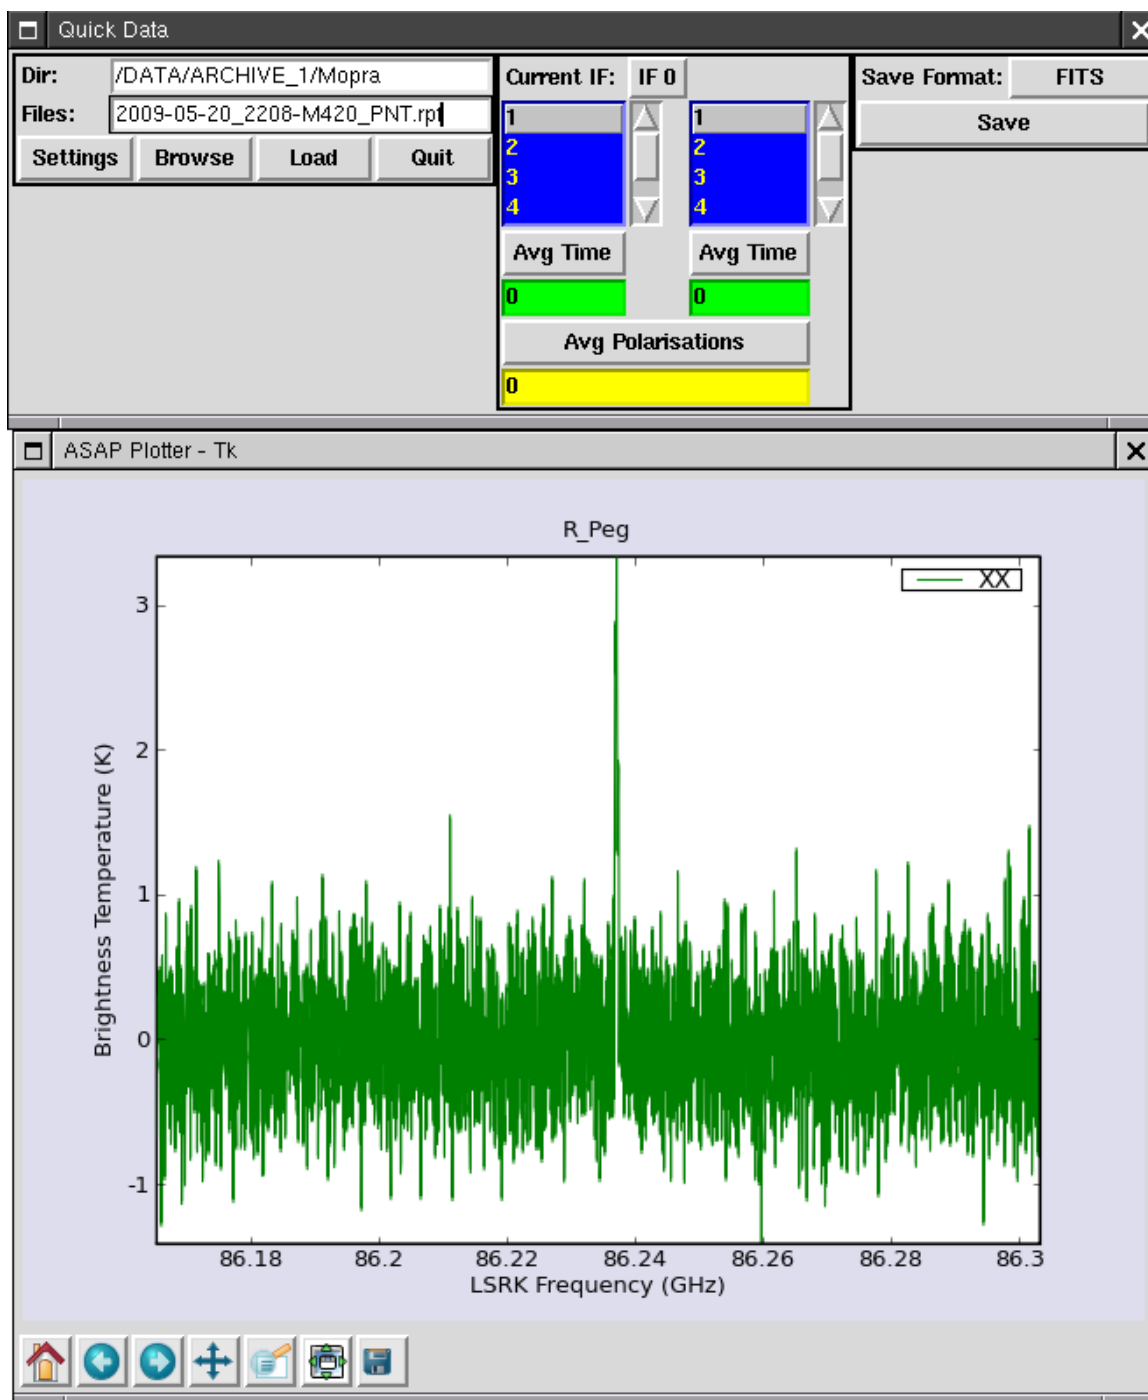 Quick Data
Dir: /DATA/ARCHIVE_1/Mopra
Files: 2009-05-20_2208-M420_PNT.rpf
Settings Browse Load Quit
Current IF: IF 0
1 1
2 2
3 3
4 4
Avg Time Avg Time
0 0
Avg Polarisations
0
Save Format: FITS
Save
ASAP Plotter - Tk
R_Peg
XX
3
2
1
0
-1
Brightness Temperature (K)
86.18 86.2 86.22 86.24 86.26 86.28 86.3
LSRK Frequency (GHz)